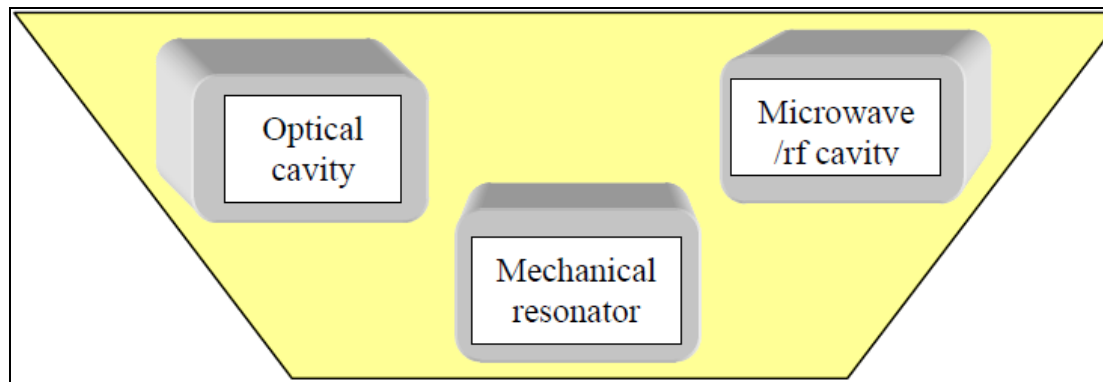 Optical
cavity
Microwave
/rf cavity
Mechanical
resonator